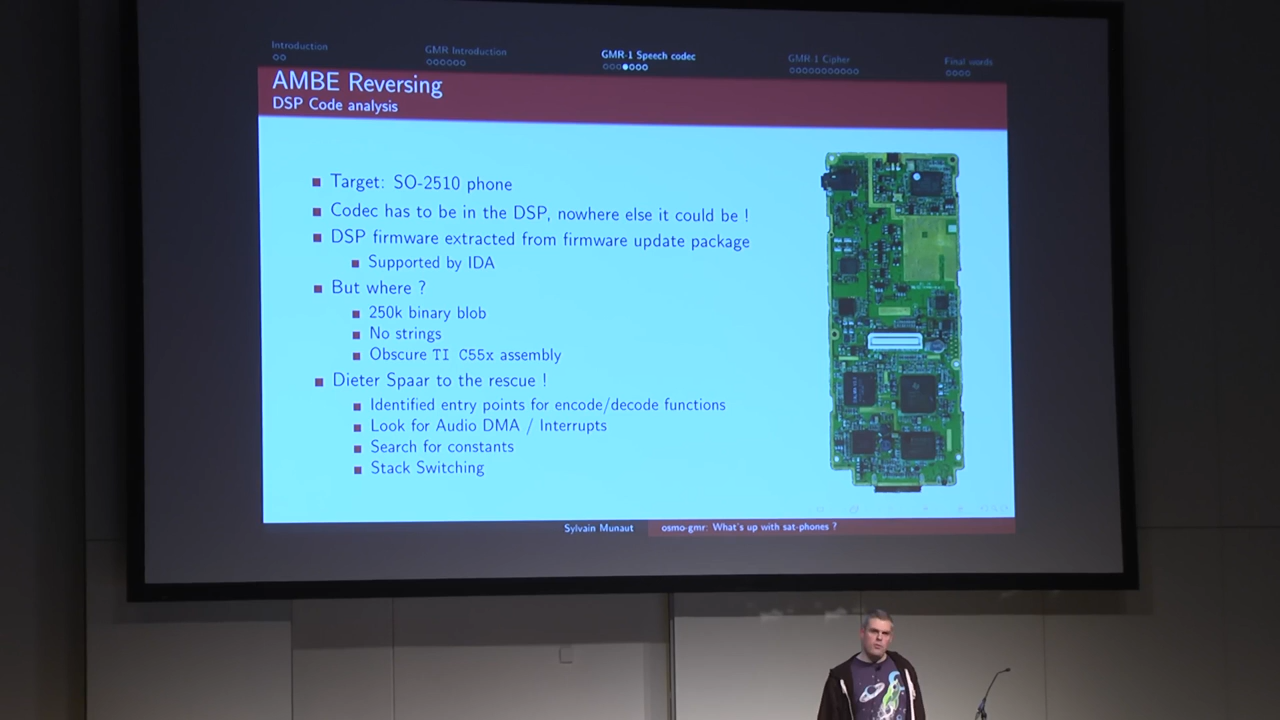 Introduction
GMR Introduction
GMR-1 Speech codec
GMR 1 Cipher
Final words
AMBE Reversing
DSP Code analysis
Target: SO-2510 phone
Codec has to be in the DSP, nowhere else it could be !
DSP firmware extracted from firmware update package
Supported by IDA
But where ?
250k binary blob
No strings
Obscure TI C55x assembly
Dieter Spaar to the rescue !
Identified entry points for encode/decode functions
Look for Audio DMA / Interrupts
Search for constants
Stack Switching
Sylvain Munaut
osmo-gmr: What's up with sat-phones ?